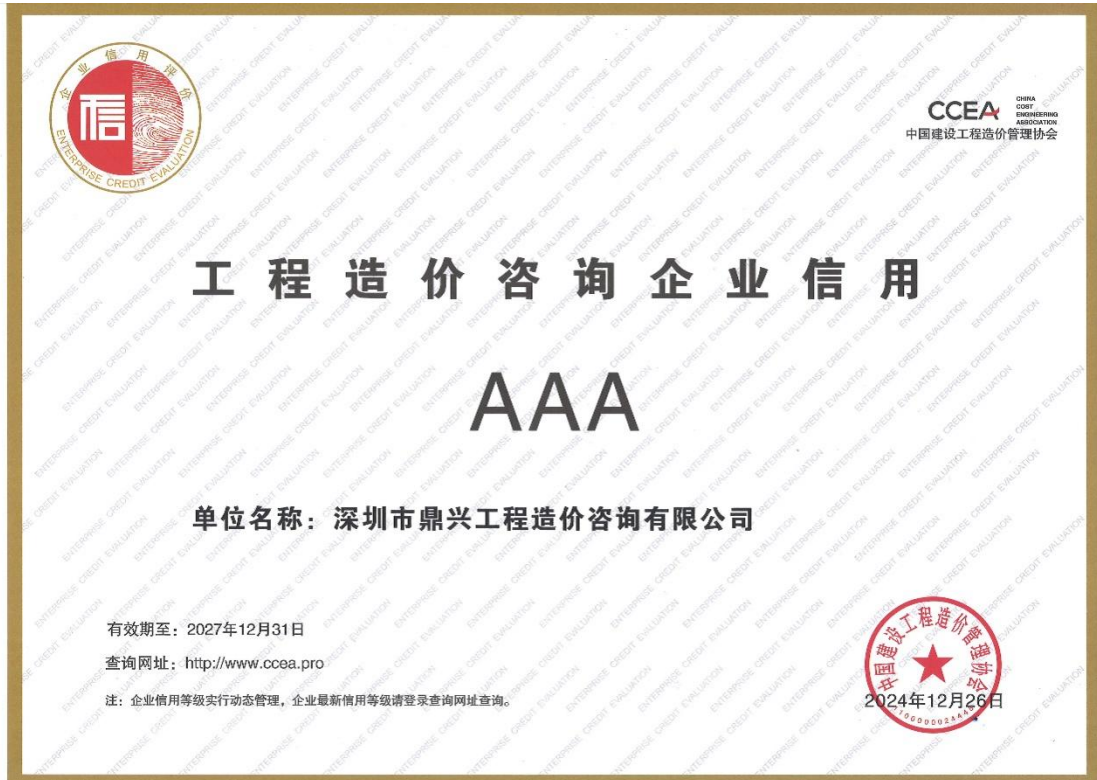 企业信用评价
信
ENTERPRISE CREDIT EVALUATION
CCEA
CHINA
COST
ENGINEERING
ASSOCIATION
中国建设工程造价管理协会
工程造价咨询企业信用
AAA
单位名称：深圳市鼎兴工程造价咨询有限公司
有效期至：2027年12月31日
查询网址：http://www.ccea.pro
注：企业信用等级实行动态管理，企业最新信用等级请登录查询网址查询。
中国建设工程造价管理协会
2024年12月26日